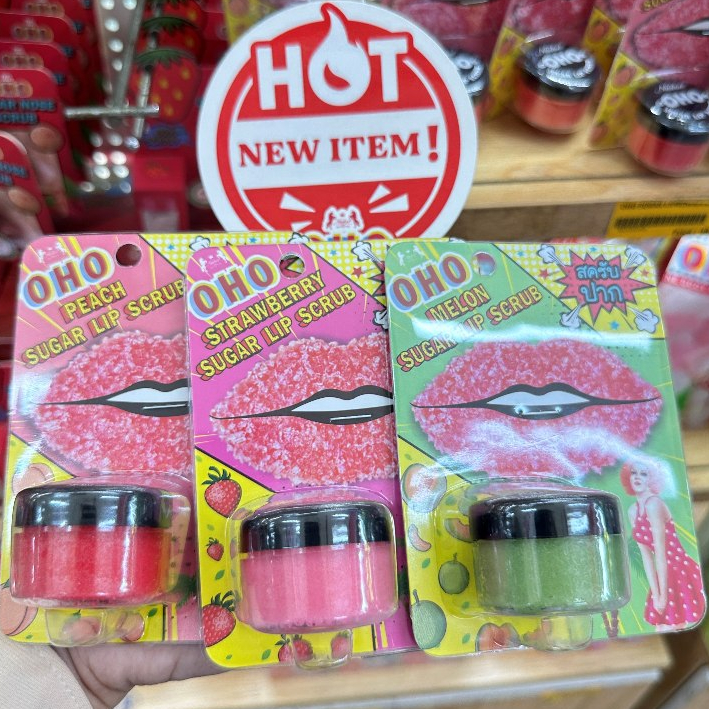 HOT
NEW ITEM!
OHO
PEACH
SUGAR LIP SCRUB
OHO
STRAWBERRY
SUGAR LIP SCRUB
OHO
MELON
SUGAR LIP SCRUB
สครับ
ปาก